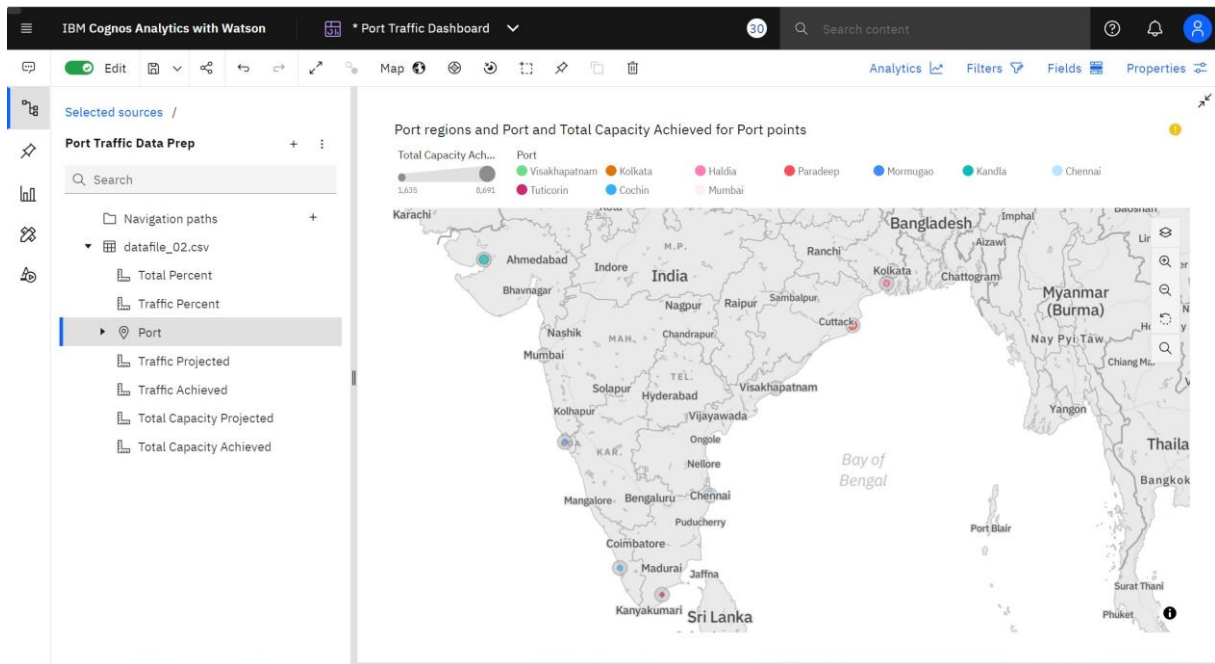 IBM Cognos Analytics with Watson
* Port Traffic Dashboard
30
Search content
Edit
Map
Analytics
Filters
Fields
Properties
Selected sources /
Port Traffic Data Prep
Search
Navigation paths
datafile_02.csv
Total Percent
Traffic Percent
Port
Traffic Projected
Traffic Achieved
Total Capacity Projected
Total Capacity Achieved
Port regions and Port and Total Capacity Achieved for Port points
Total Capacity Ach...
1,635 8,691
Port
Visakhapatnam Kolkata Haldia Paradeep Mormugao Kandla Chennai
Tuticorin Cochin Mumbai
Karachi
Bangladesh
Imphal
M.P.
Ranchi
Aizawl
Ahmedabad
Indore
India
Kolkata
Chattogram
Bhavnagar
Nagpur
Raipur
Sambalpur
Myanmar
(Burma)
Nashik
MAH.
Chandrapur
Cuttack
Nay Pyi Taw
Mumbai
Chiang Ma
TEL.
Solapur
Hyderabad
Visakhapatnam
Kolhapur
Vijayawada
Yangon
KAR.
Ongole
Thaila
Nellore
Bay of
Bengal
Bangkok
Mangalore
Bengaluru
Chennai
Puducherry
Port Blair
Coimbatore
Madurai
Jaffna
Surat Thani
Kanyakumari
Sri Lanka
Phuket